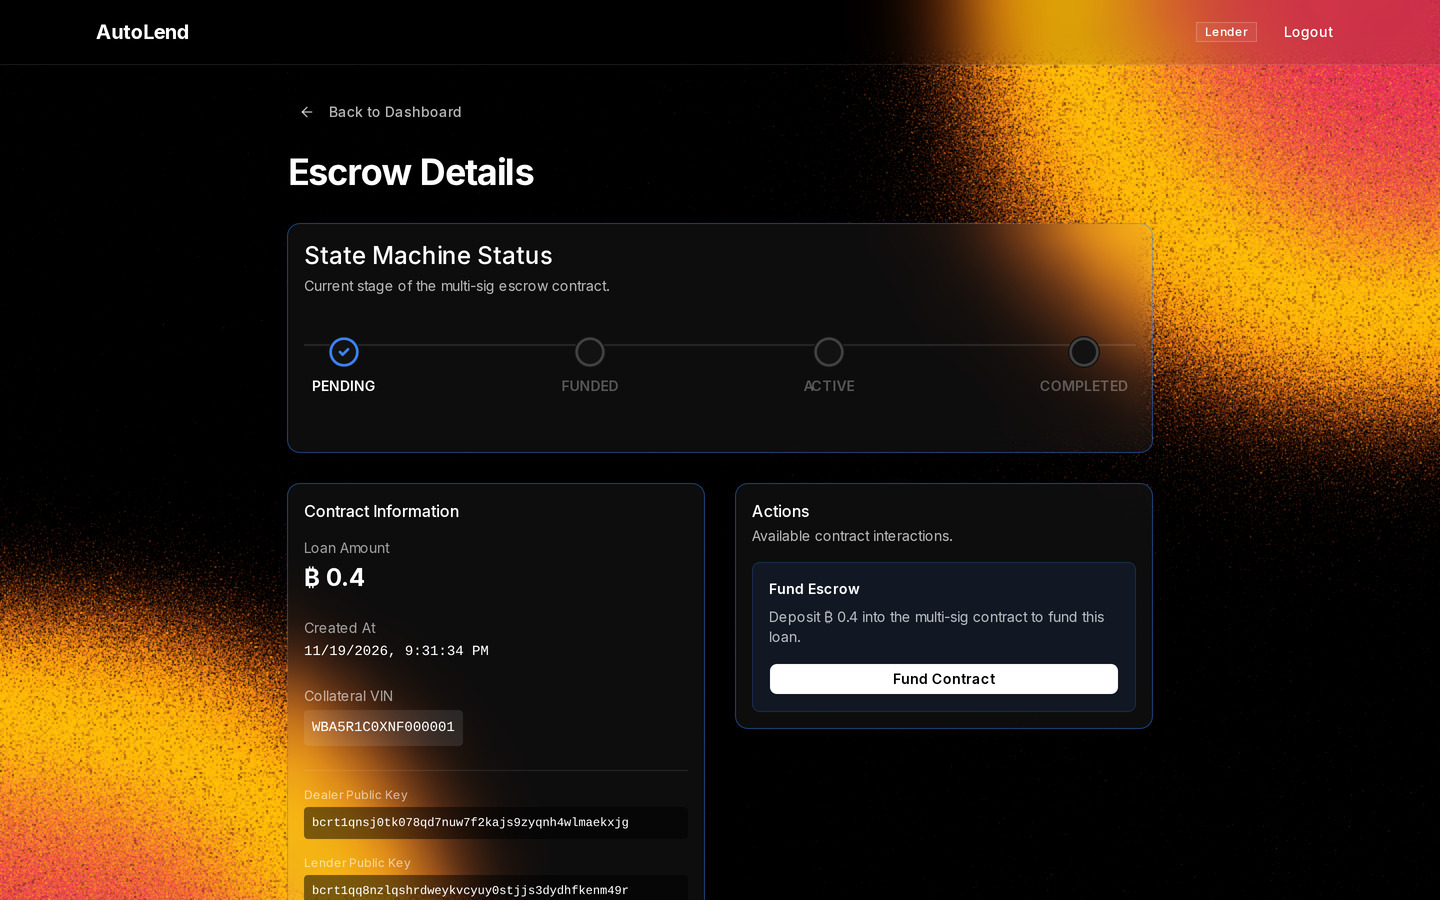 AutoLend
Lender
Logout
Back to Dashboard
Escrow Details
State Machine Status
Current stage of the multi-sig escrow contract.
PENDING
FUNDED
ACTIVE
COMPLETED
Contract Information
Loan Amount
₿ 0.4
Created At
11/19/2026, 9:31:34 PM
Collateral VIN
WBA5R1C0XNF000001
Dealer Public Key
bcrt1qnsj0tk078qd7nuw7f2kajs9zyqnh4wlmaekxjg
Lender Public Key
bcrt1qq8nzlqshrdweykvcyuy0stjjs3dydhfkenm49r
Actions
Available contract interactions.
Fund Escrow
Deposit ₿ 0.4 into the multi-sig contract to fund this
loan.
Fund Contract